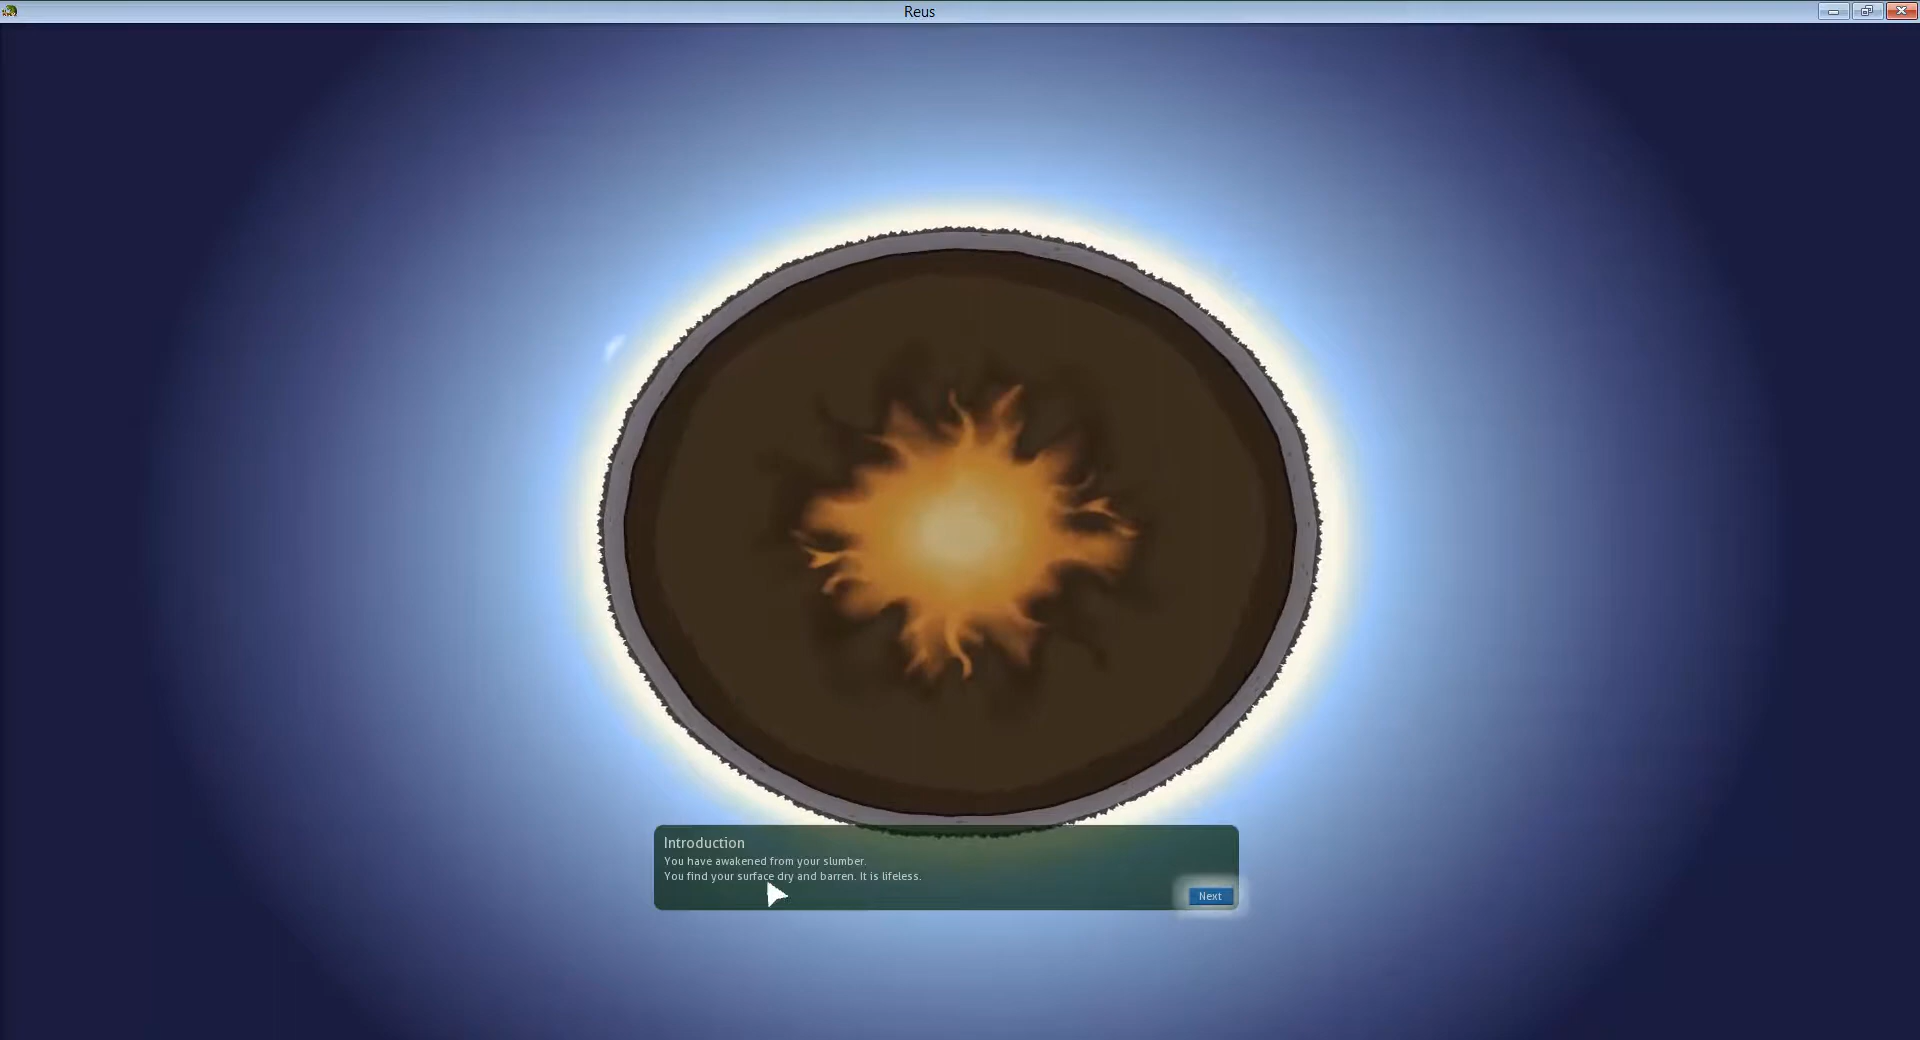 Reus
Introduction
You have awakened from your slumber.
You find your surface dry and barren. It is lifeless.
Next